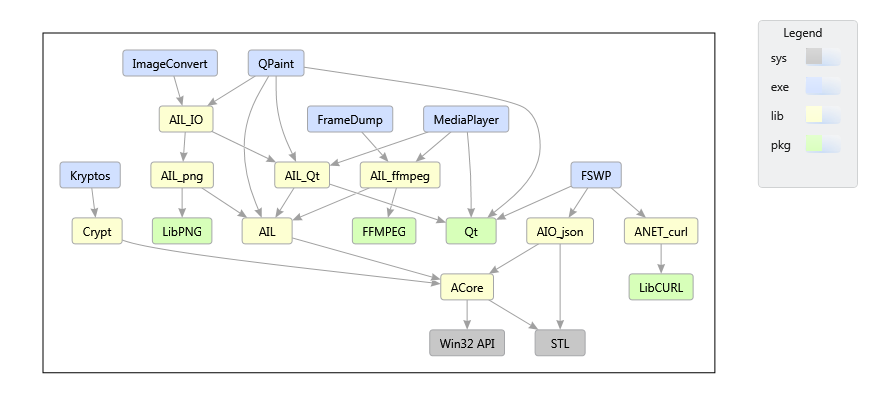 Legend
sys
exe
lib
pkg
ImageConvert
QPaint
AIL_IO
FrameDump
MediaPlayer
Kryptos
AIL_png
AIL_Qt
AIL_ffmpeg
FSWP
Crypt
LibPNG
AIL
FFMPEG
Qt
AIO_json
ANET_curl
ACore
LibCURL
Win32 API
STL